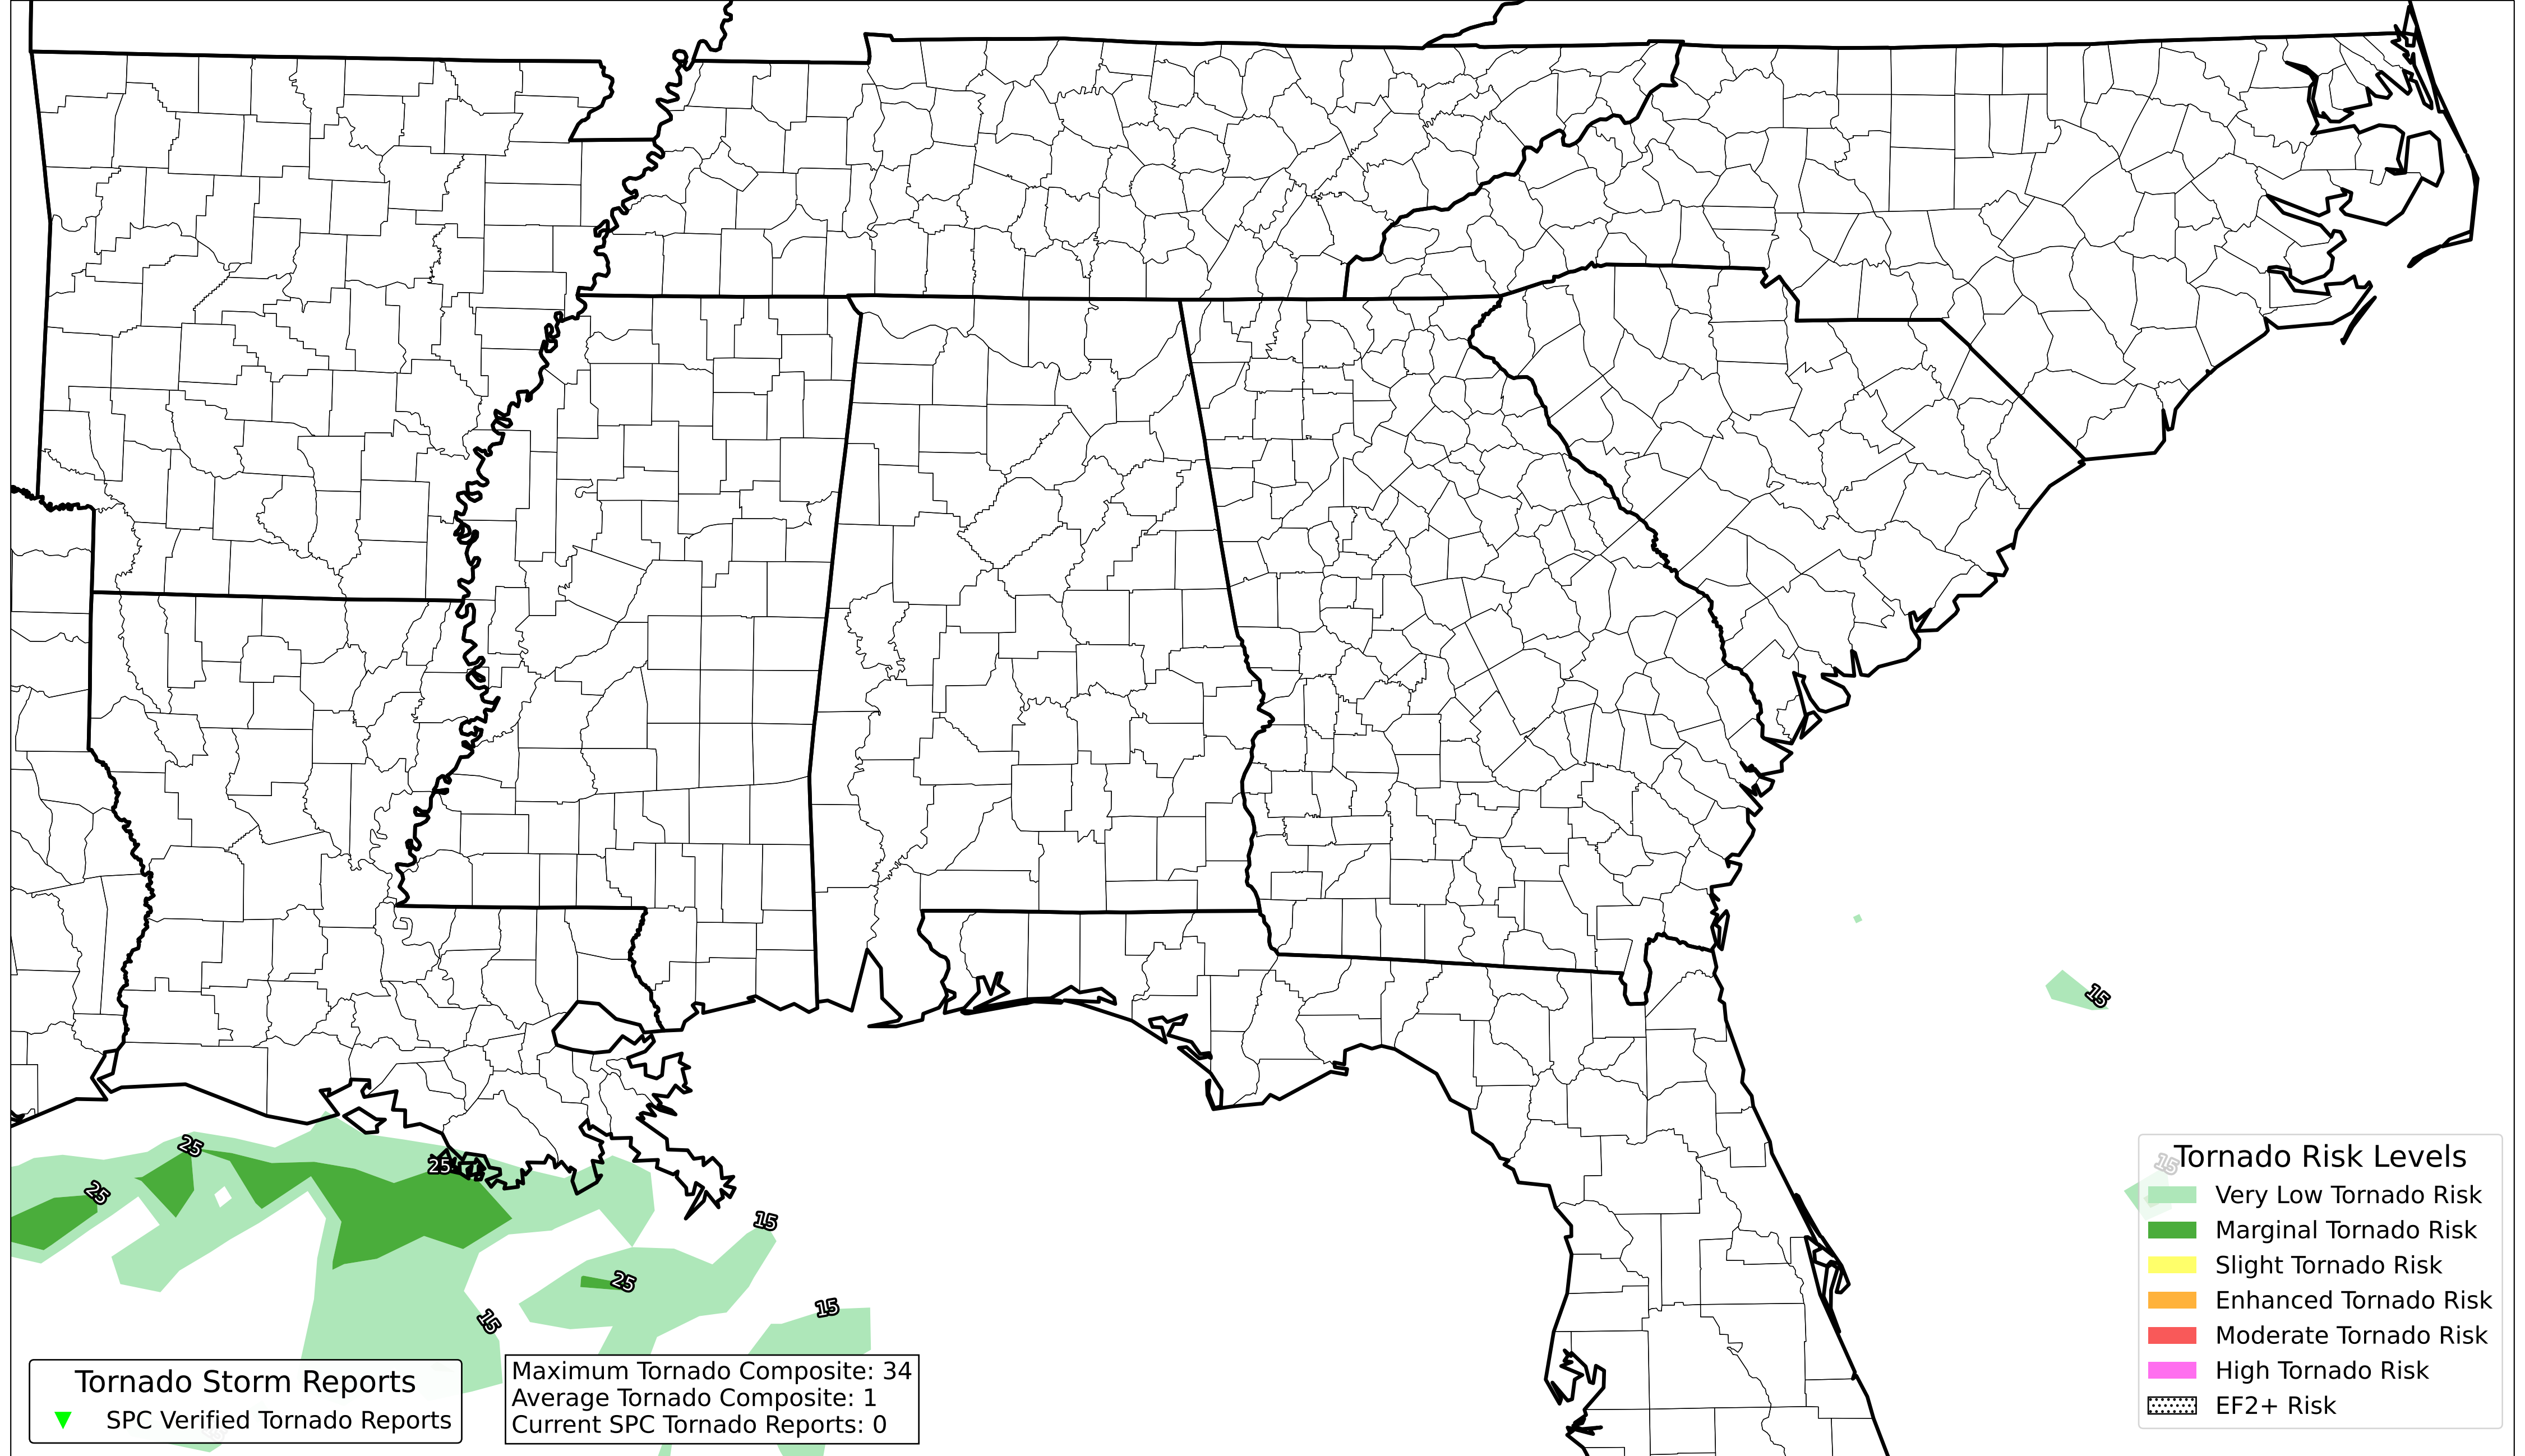 15
15
25
25
25
15
25
15
15
Tornado Risk Levels
Very Low Tornado Risk
Marginal Tornado Risk
Slight Tornado Risk
Enhanced Tornado Risk
Moderate Tornado Risk
High Tornado Risk
EF2+ Risk
Tornado Storm Reports
SPC Verified Tornado Reports
Maximum Tornado Composite: 34
Average Tornado Composite: 1
Current SPC Tornado Reports: 0